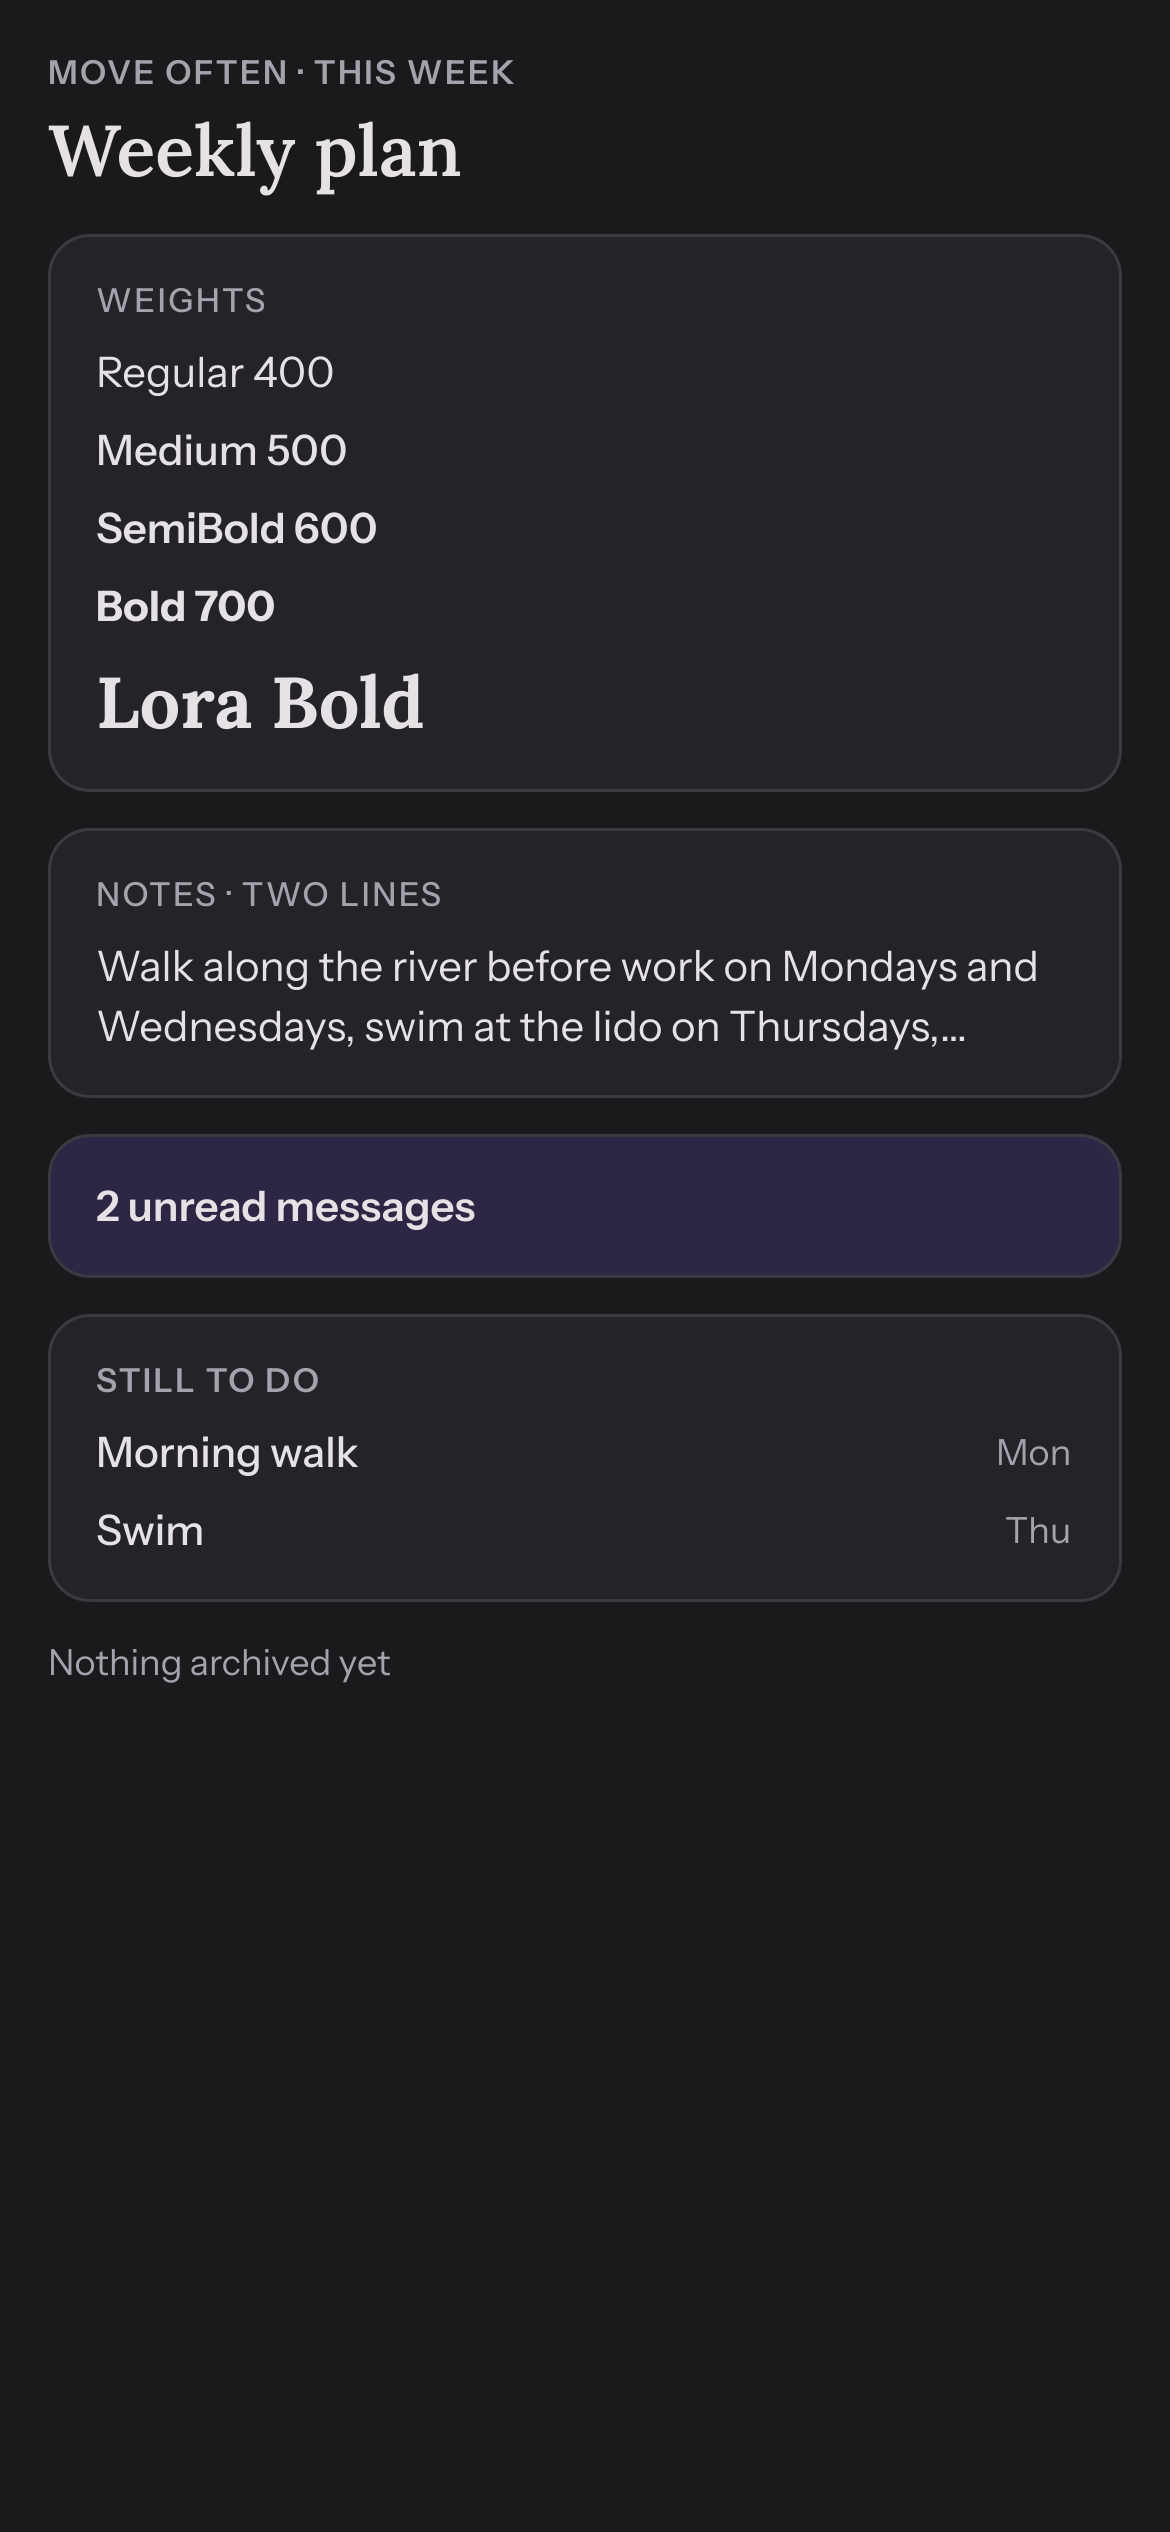 MOVE OFTEN · THIS WEEK
Weekly plan
WEIGHTS
Regular 400
Medium 500
SemiBold 600
Bold 700
Lora Bold
NOTES · TWO LINES
Walk along the river before work on Mondays and
Wednesdays, swim at the lido on Thursdays,...
2 unread messages
STILL TO DO
Morning walk Mon
Swim Thu
Nothing archived yet